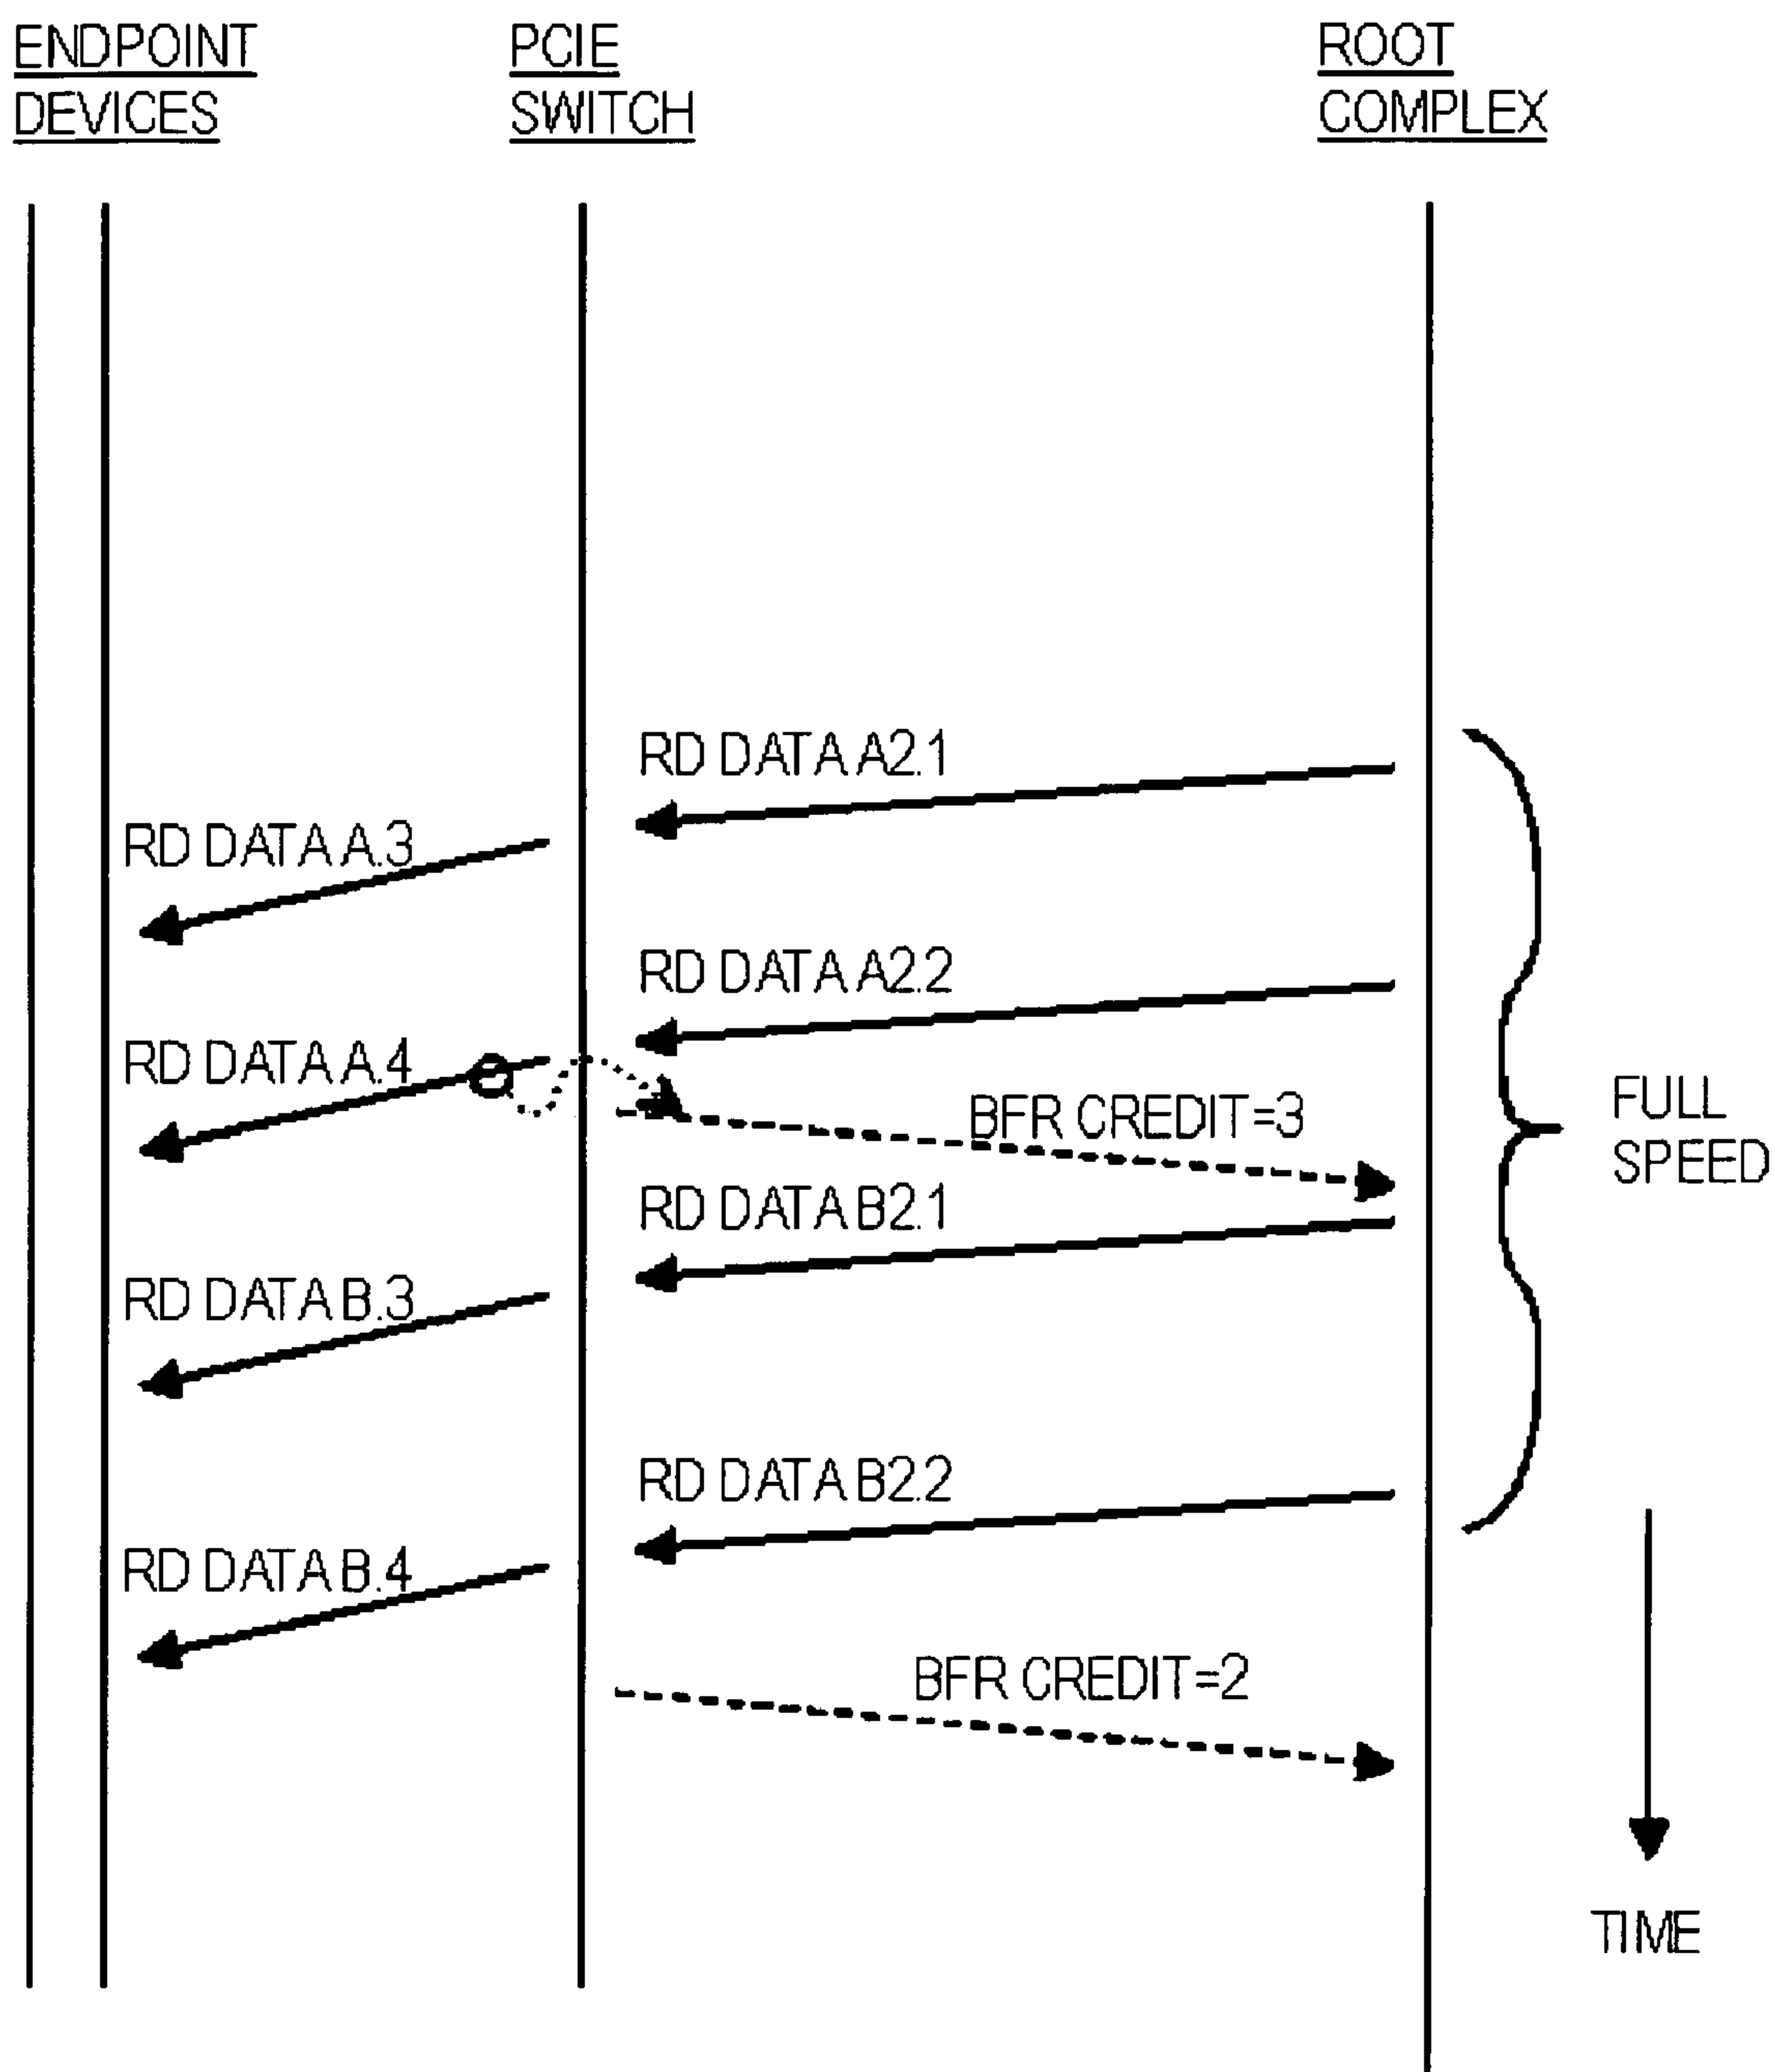 ENDPOINT
DEVICES
PCIE
SWITCH
ROOT
COMPLEX
RD DATA A2.1
RD DATA A.3
RD DATA A2.2
RD DATA A.4
BFR CREDIT=3
FULL
SPEED
RD DATA B2.1
RD DATA B.3
RD DATA B2.2
RD DATA B.4
BFR CREDIT=2
TIME